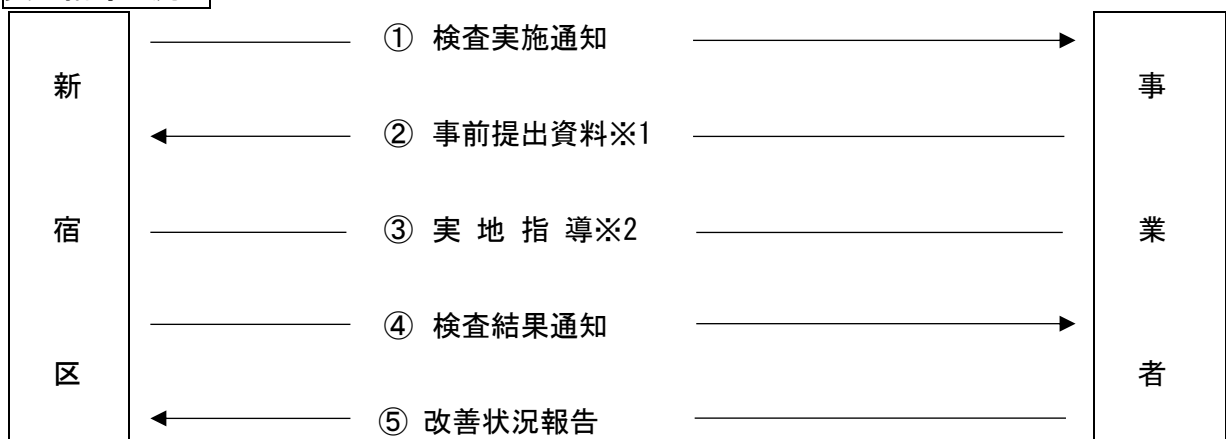 ① 検査実施通知
② 事前提出資料※1
③ 実 地 指 導※2
④ 検査結果通知
⑤ 改善状況報告
新宿区
事業者